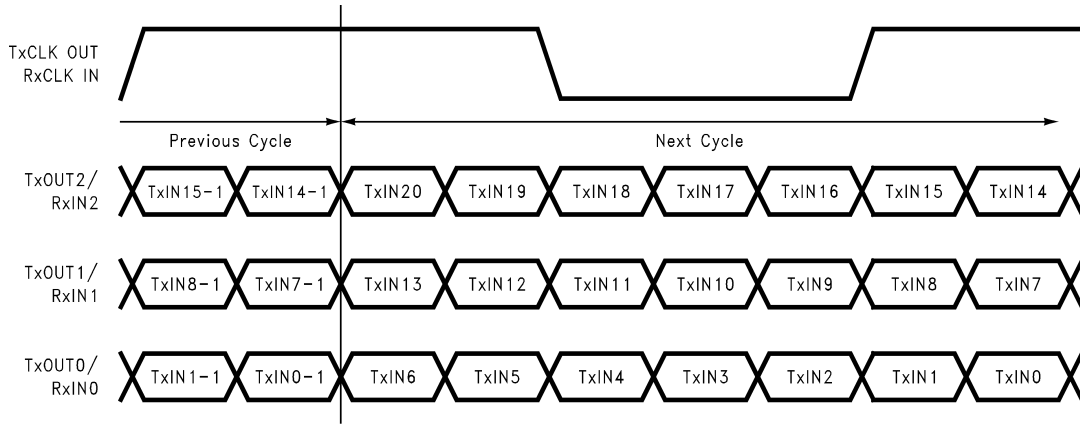 TxCLK OUT
RxCLK IN
Previous Cycle
Next Cycle
TxOUT2/
RxIN2
TxIN15-1 TxIN14-1 TxIN20 TxIN19 TxIN18 TxIN17 TxIN16 TxIN15 TxIN14
TxOUT1/
RxIN1
TxIN8-1 TxIN7-1 TxIN13 TxIN12 TxIN11 TxIN10 TxIN9 TxIN8 TxIN7
TxOUT0/
RxIN0
TxIN1-1 TxIN0-1 TxIN6 TxIN5 TxIN4 TxIN3 TxIN2 TxIN1 TxIN0